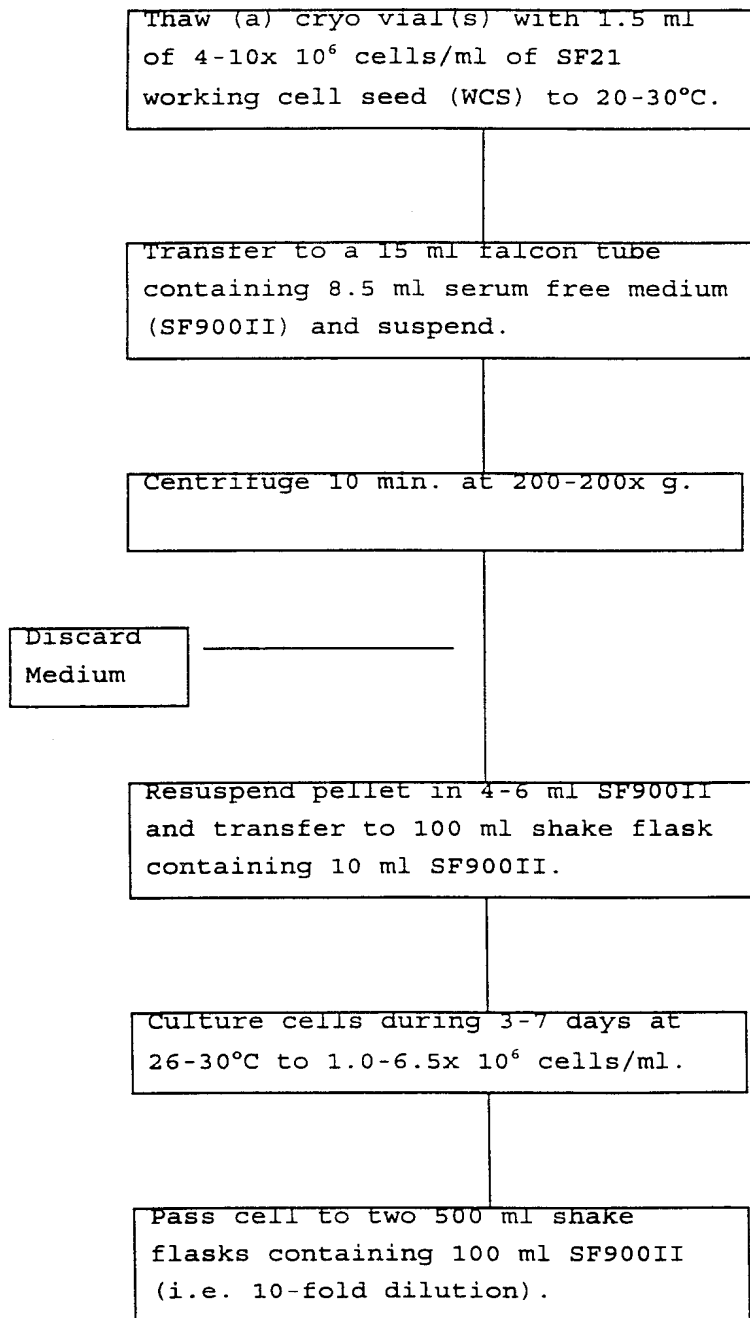 Thaw (a) cryo vial(s) with 1.5 ml
of 4-10x 10⁶ cells/ml of SF21
working cell seed (WCS) to 20-30°C.
Transfer to a 15 ml falcon tube
containing 8.5 ml serum free medium
(SF900II) and suspend.
Centrifuge 10 min. at 200-200x g.
Discard
Medium
Resuspend pellet in 4-6 ml SF900II
and transfer to 100 ml shake flask
containing 10 ml SF900II.
Culture cells during 3-7 days at
26-30°C to 1.0-6.5x 10⁶ cells/ml.
Pass cell to two 500 ml shake
flasks containing 100 ml SF900II
(i.e. 10-fold dilution).